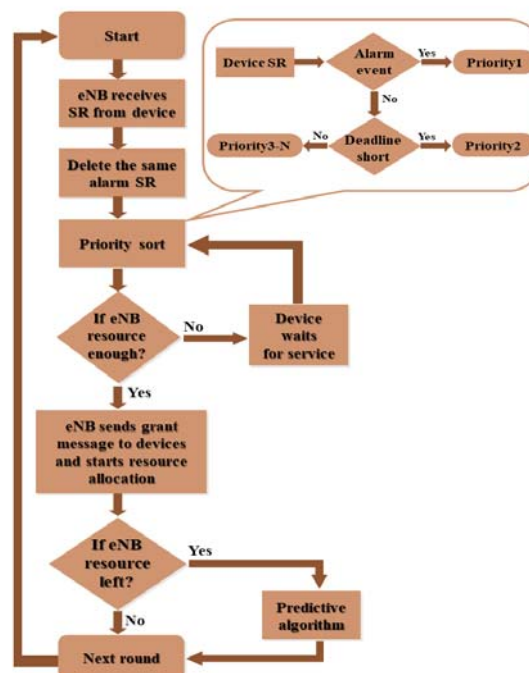 Start
eNB receives
SR from device
Delete the same
alarm SR
Priority sort
If eNB
resource
enough?
No
Device
waits
for service
Yes
eNB sends grant
message to devices
and starts resource
allocation
If eNB
resource
left?
Yes
Predictive
algorithm
No
Next round
Device SR
Alarm
event
Yes
Priority1
No
Deadline
short
No
Priority3-N
Yes
Priority2